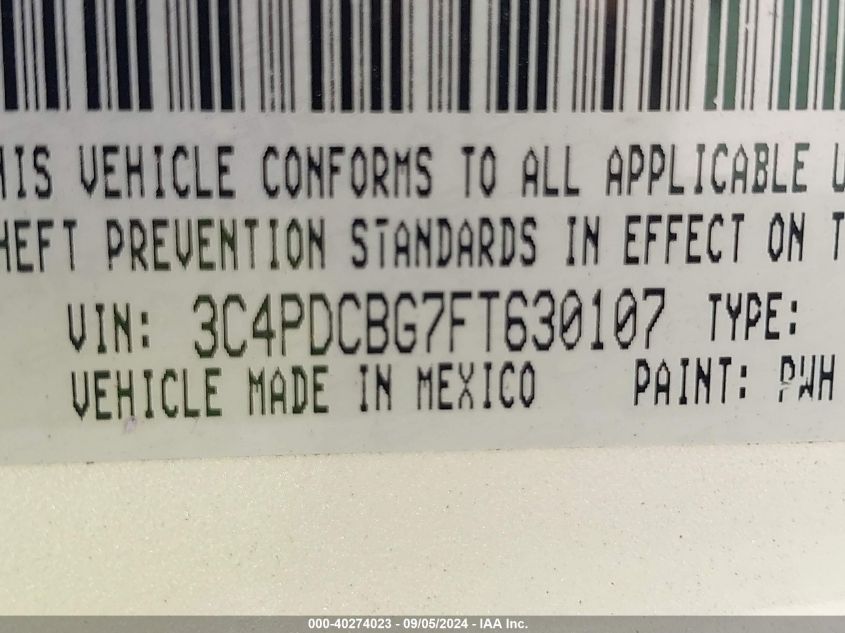 HIS VEHICLE CONFORMS TO ALL APPLICABLE U
HEFT PREVENTION STANDARDS IN EFFECT ON T
VIN: 3C4PDCBG7FT630107 TYPE:
VEHICLE MADE IN MEXICO PAINT: PWH
000-40274023 - 09/05/2024 - IAA Inc.